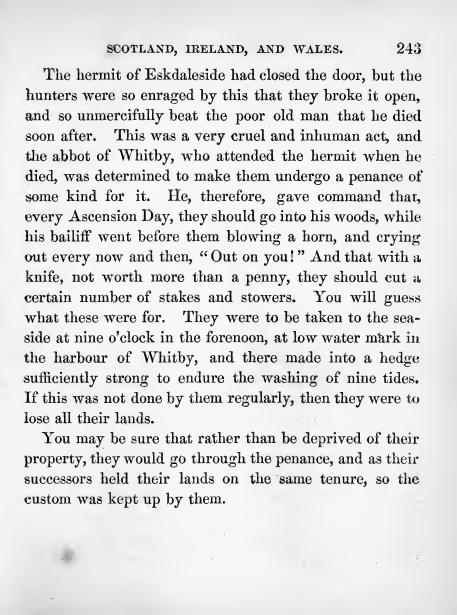 SCOTLAND, IRELAND, AND WALES. 243
The hermit of Eskdaleside had closed the door, but the
hunters were so enraged by this that they broke it open,
and so unmercifully beat the poor old man that he died
soon after. This was a very cruel and inhuman act, and
the abbot of Whitby, who attended the hermit when he
died, was determined to make them undergo a penance of
some kind for it. He, therefore, gave command that,
every Ascension Day, they should go into his woods, while
his bailiff went before them blowing a horn, and crying
out every now and then, “Out on you!” And that with a
knife, not worth more than a penny, they should cut a
certain number of stakes and stowers. You will guess
what these were for. They were to be taken to the sea-
side at nine o’clock in the forenoon, at low water mark in
the harbour of Whitby, and there made into a hedge
sufficiently strong to endure the washing of nine tides.
If this was not done by them regularly, then they were to
lose all their lands.
You may be sure that rather than be deprived of their
property, they would go through the penance, and as their
successors held their lands on the same tenure, so the
custom was kept up by them.